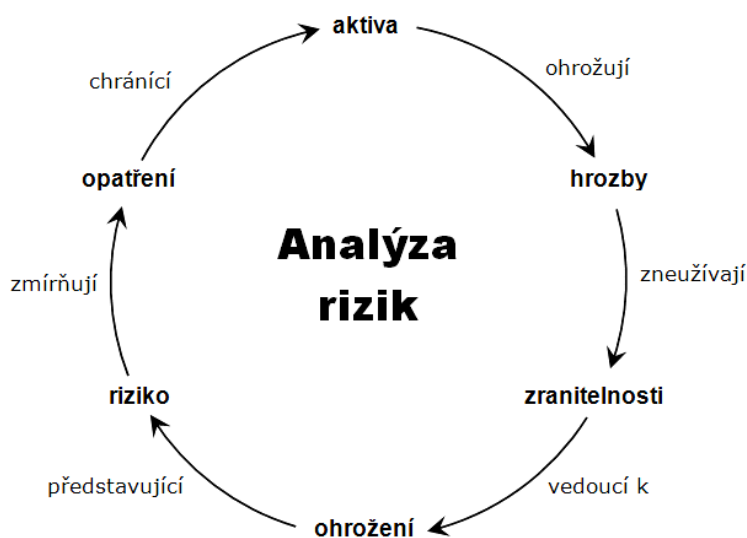 aktiva
ohrožují
hrozby
zneužívají
zranitelnosti
vedoucí k
ohrožení
představující
riziko
zmírňují
opatření
chránící
Analýza
rizik